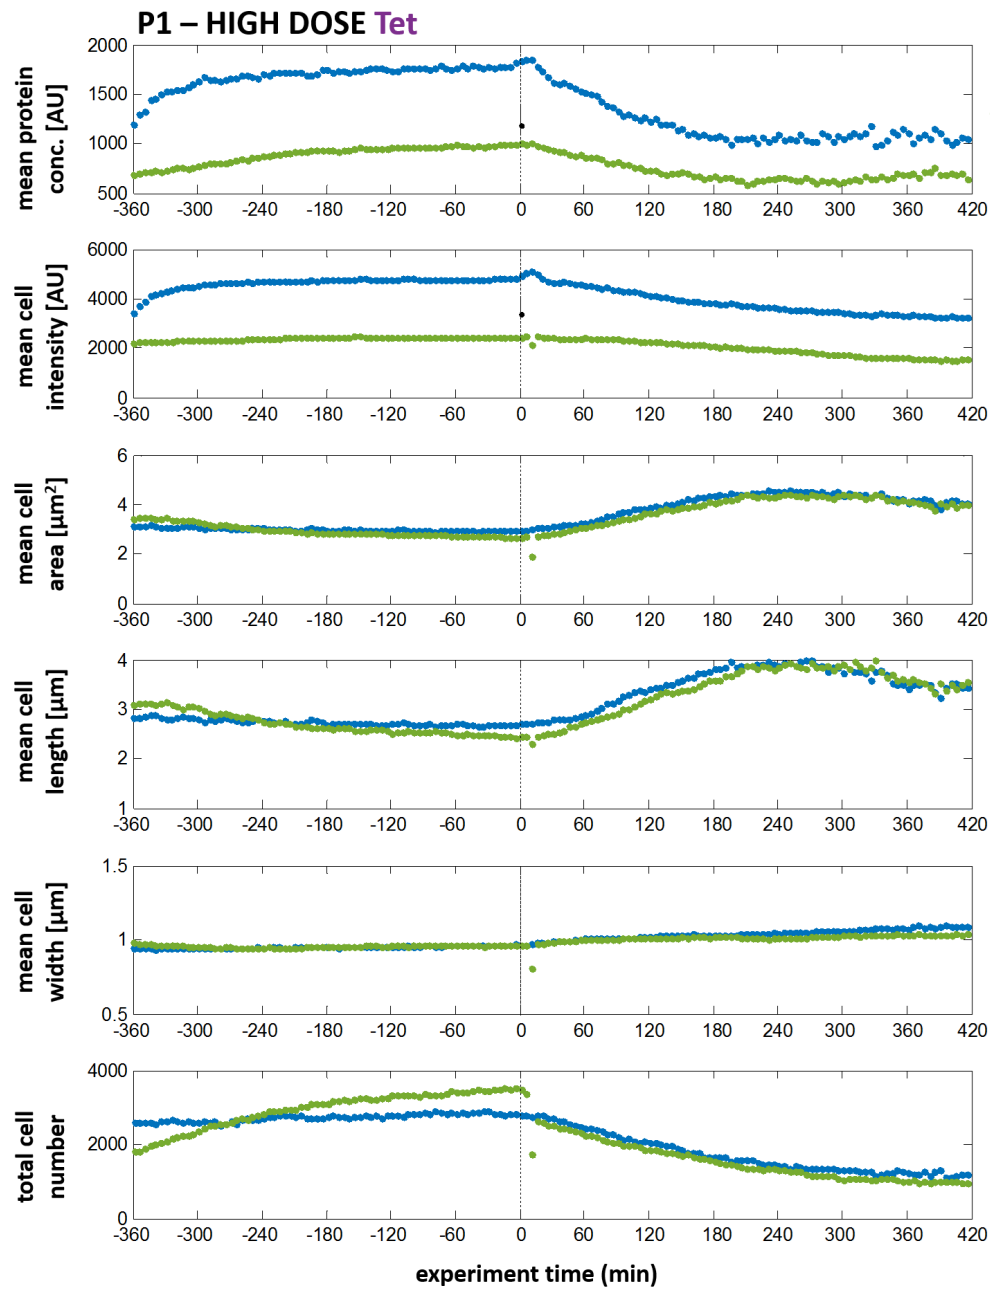 P1 – HIGH DOSE Tet
mean protein
conc. [AU]
2000
1500
1000
500
-360 -300 -240 -180 -120 -60 0 60 120 180 240 300 360 420
mean cell
intensity [AU]
6000
4000
2000
0
-360 -300 -240 -180 -120 -60 0 60 120 180 240 300 360 420
mean cell
area [µm²]
6
4
2
0
-360 -300 -240 -180 -120 -60 0 60 120 180 240 300 360 420
mean cell
length [µm]
4
3
2
1
-360 -300 -240 -180 -120 -60 0 60 120 180 240 300 360 420
mean cell
width [µm]
1.5
1
0.5
-360 -300 -240 -180 -120 -60 0 60 120 180 240 300 360 420
total cell
number
4000
2000
0
-360 -300 -240 -180 -120 -60 0 60 120 180 240 300 360 420
experiment time (min)